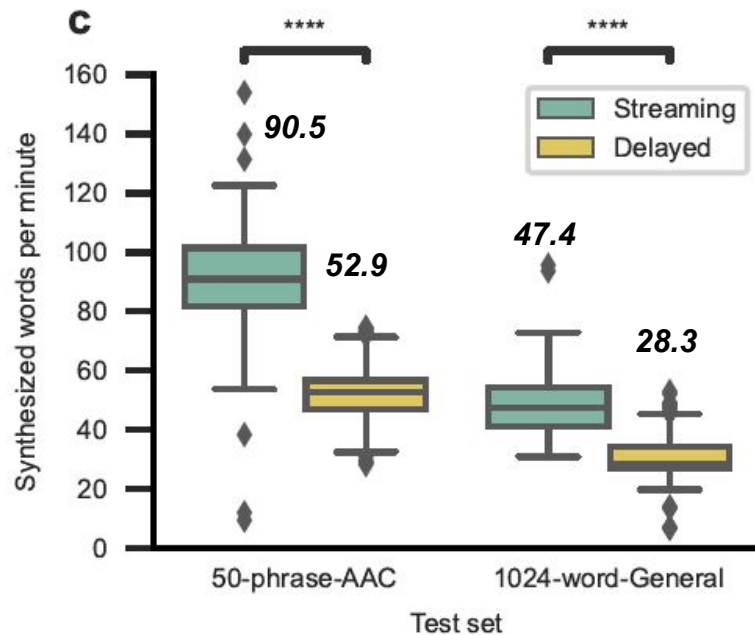 c
**** ****
160
140
120
100
80
60
40
20
0
Synthesized words per minute
90.5
52.9
47.4
28.3
Streaming
Delayed
50-phrase-AAC 1024-word-General
Test set